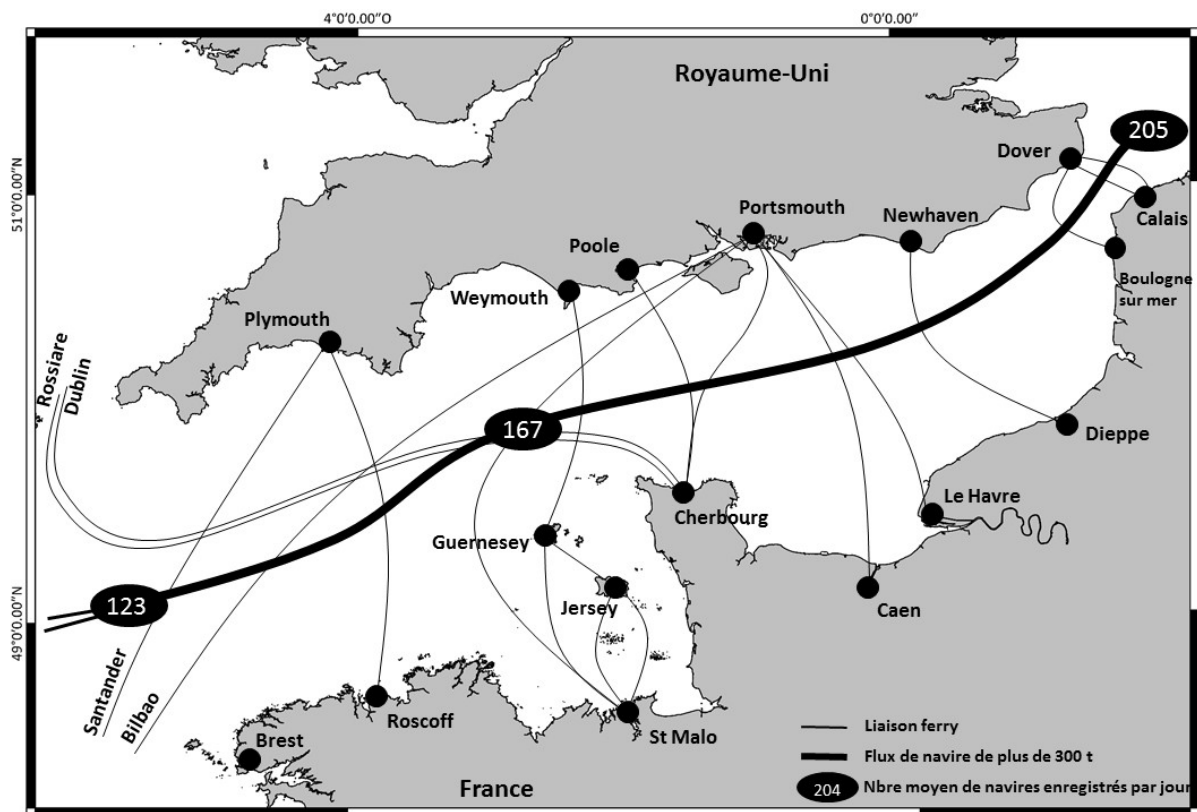 4°0'0.00"O
0°0'0.00"
Royaume-Uni
205
Dover
51°0'0.00"N
Calais
Portsmouth
Newhaven
Poole
Boulogne
sur mer
Weymouth
Plymouth
Rossiare
Dublin
167
Dieppe
Cherbourg
Le Havre
Guernesey
Jersey
Caen
123
49°0'0.00"N
Santander
Bilbao
Roscoff
St Malo
Brest
France
Liaison ferry
Flux de navire de plus de 300 t
204 Nbre moyen de navires enregistrés par jour